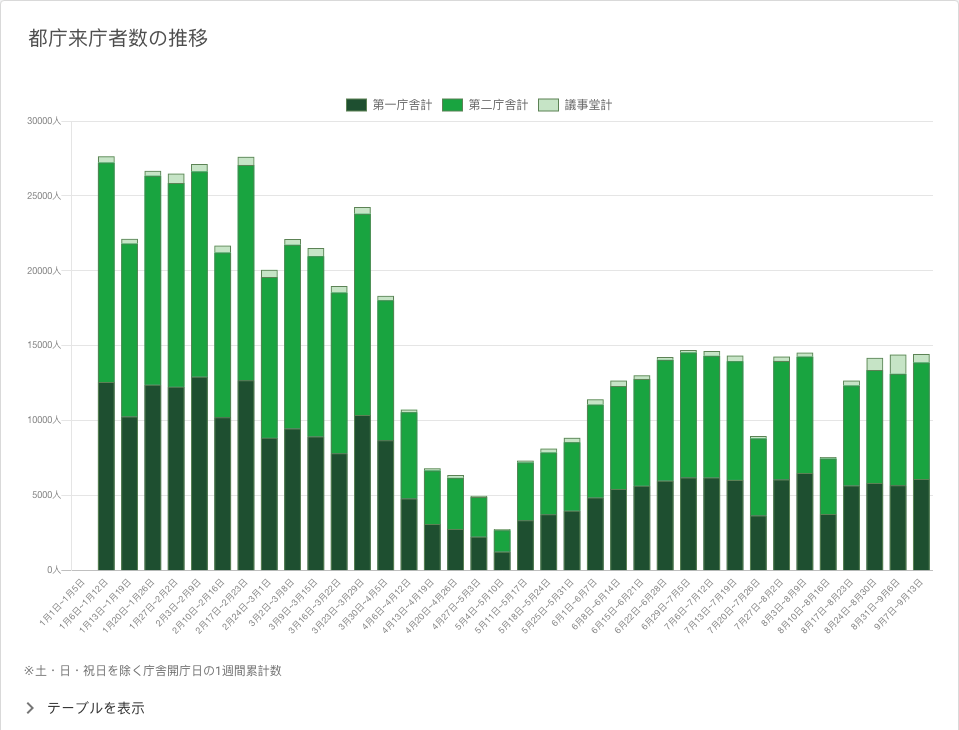 都庁来庁者数の推移
第一庁舎計 第二庁舎計 議事堂計
30000人
25000人
20000人
15000人
10000人
5000人
0人
1月1日~1月5日
1月6日~1月12日
1月13日~1月19日
1月20日~1月26日
1月27日~2月2日
2月13日~2月9日
2月10日~2月16日
2月17日~2月23日
2月24日~3月1日
3月2日~3月8日
3月9日~3月15日
3月16日~3月22日
3月23日~3月29日
3月30日~4月5日
4月6日~4月12日
4月13日~4月19日
4月20日~4月26日
4月27日~5月3日
5月4日~5月10日
5月11日~5月17日
5月18日~5月24日
5月25日~5月31日
6月11日~6月7日
6月8日~6月14日
6月15日~6月21日
6月22日~6月28日
6月29日~7月5日
7月6日~7月12日
7月13日~7月19日
7月20日~7月26日
7月27日~8月2日
8月3日~8月9日
8月10日~8月16日
8月17日~8月23日
8月24日~8月30日
8月31日~9月6日
9月7日~9月13日
※土・日・祝日を除く庁舎開庁日の1週間累計数
テーブルを表示